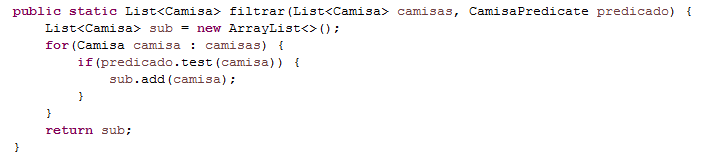 public static List<Camisa> filtrar(List<Camisa> camisas, CamisaPredicate predicado) {
    List<Camisa> sub = new ArrayList<>();
    for(Camisa camisa : camisas) {
        if(predicado.test(camisa)) {
            sub.add(camisa);
        }
    }
    return sub;
}